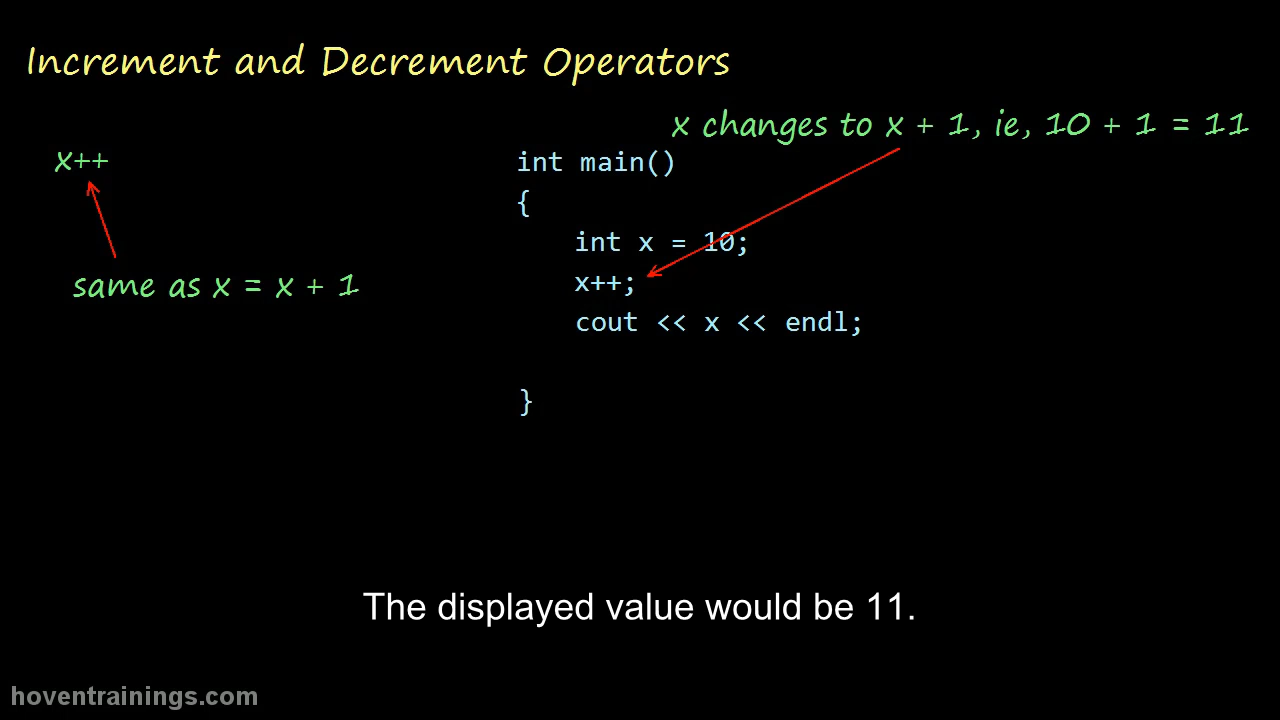 Increment and Decrement Operators
x changes to x + 1, ie, 10 + 1 = 11
x++
same as x = x + 1
int main()
{
int x = 10;
x++;
cout << x << endl;
}
The displayed value would be 11.
hoventrainings.com